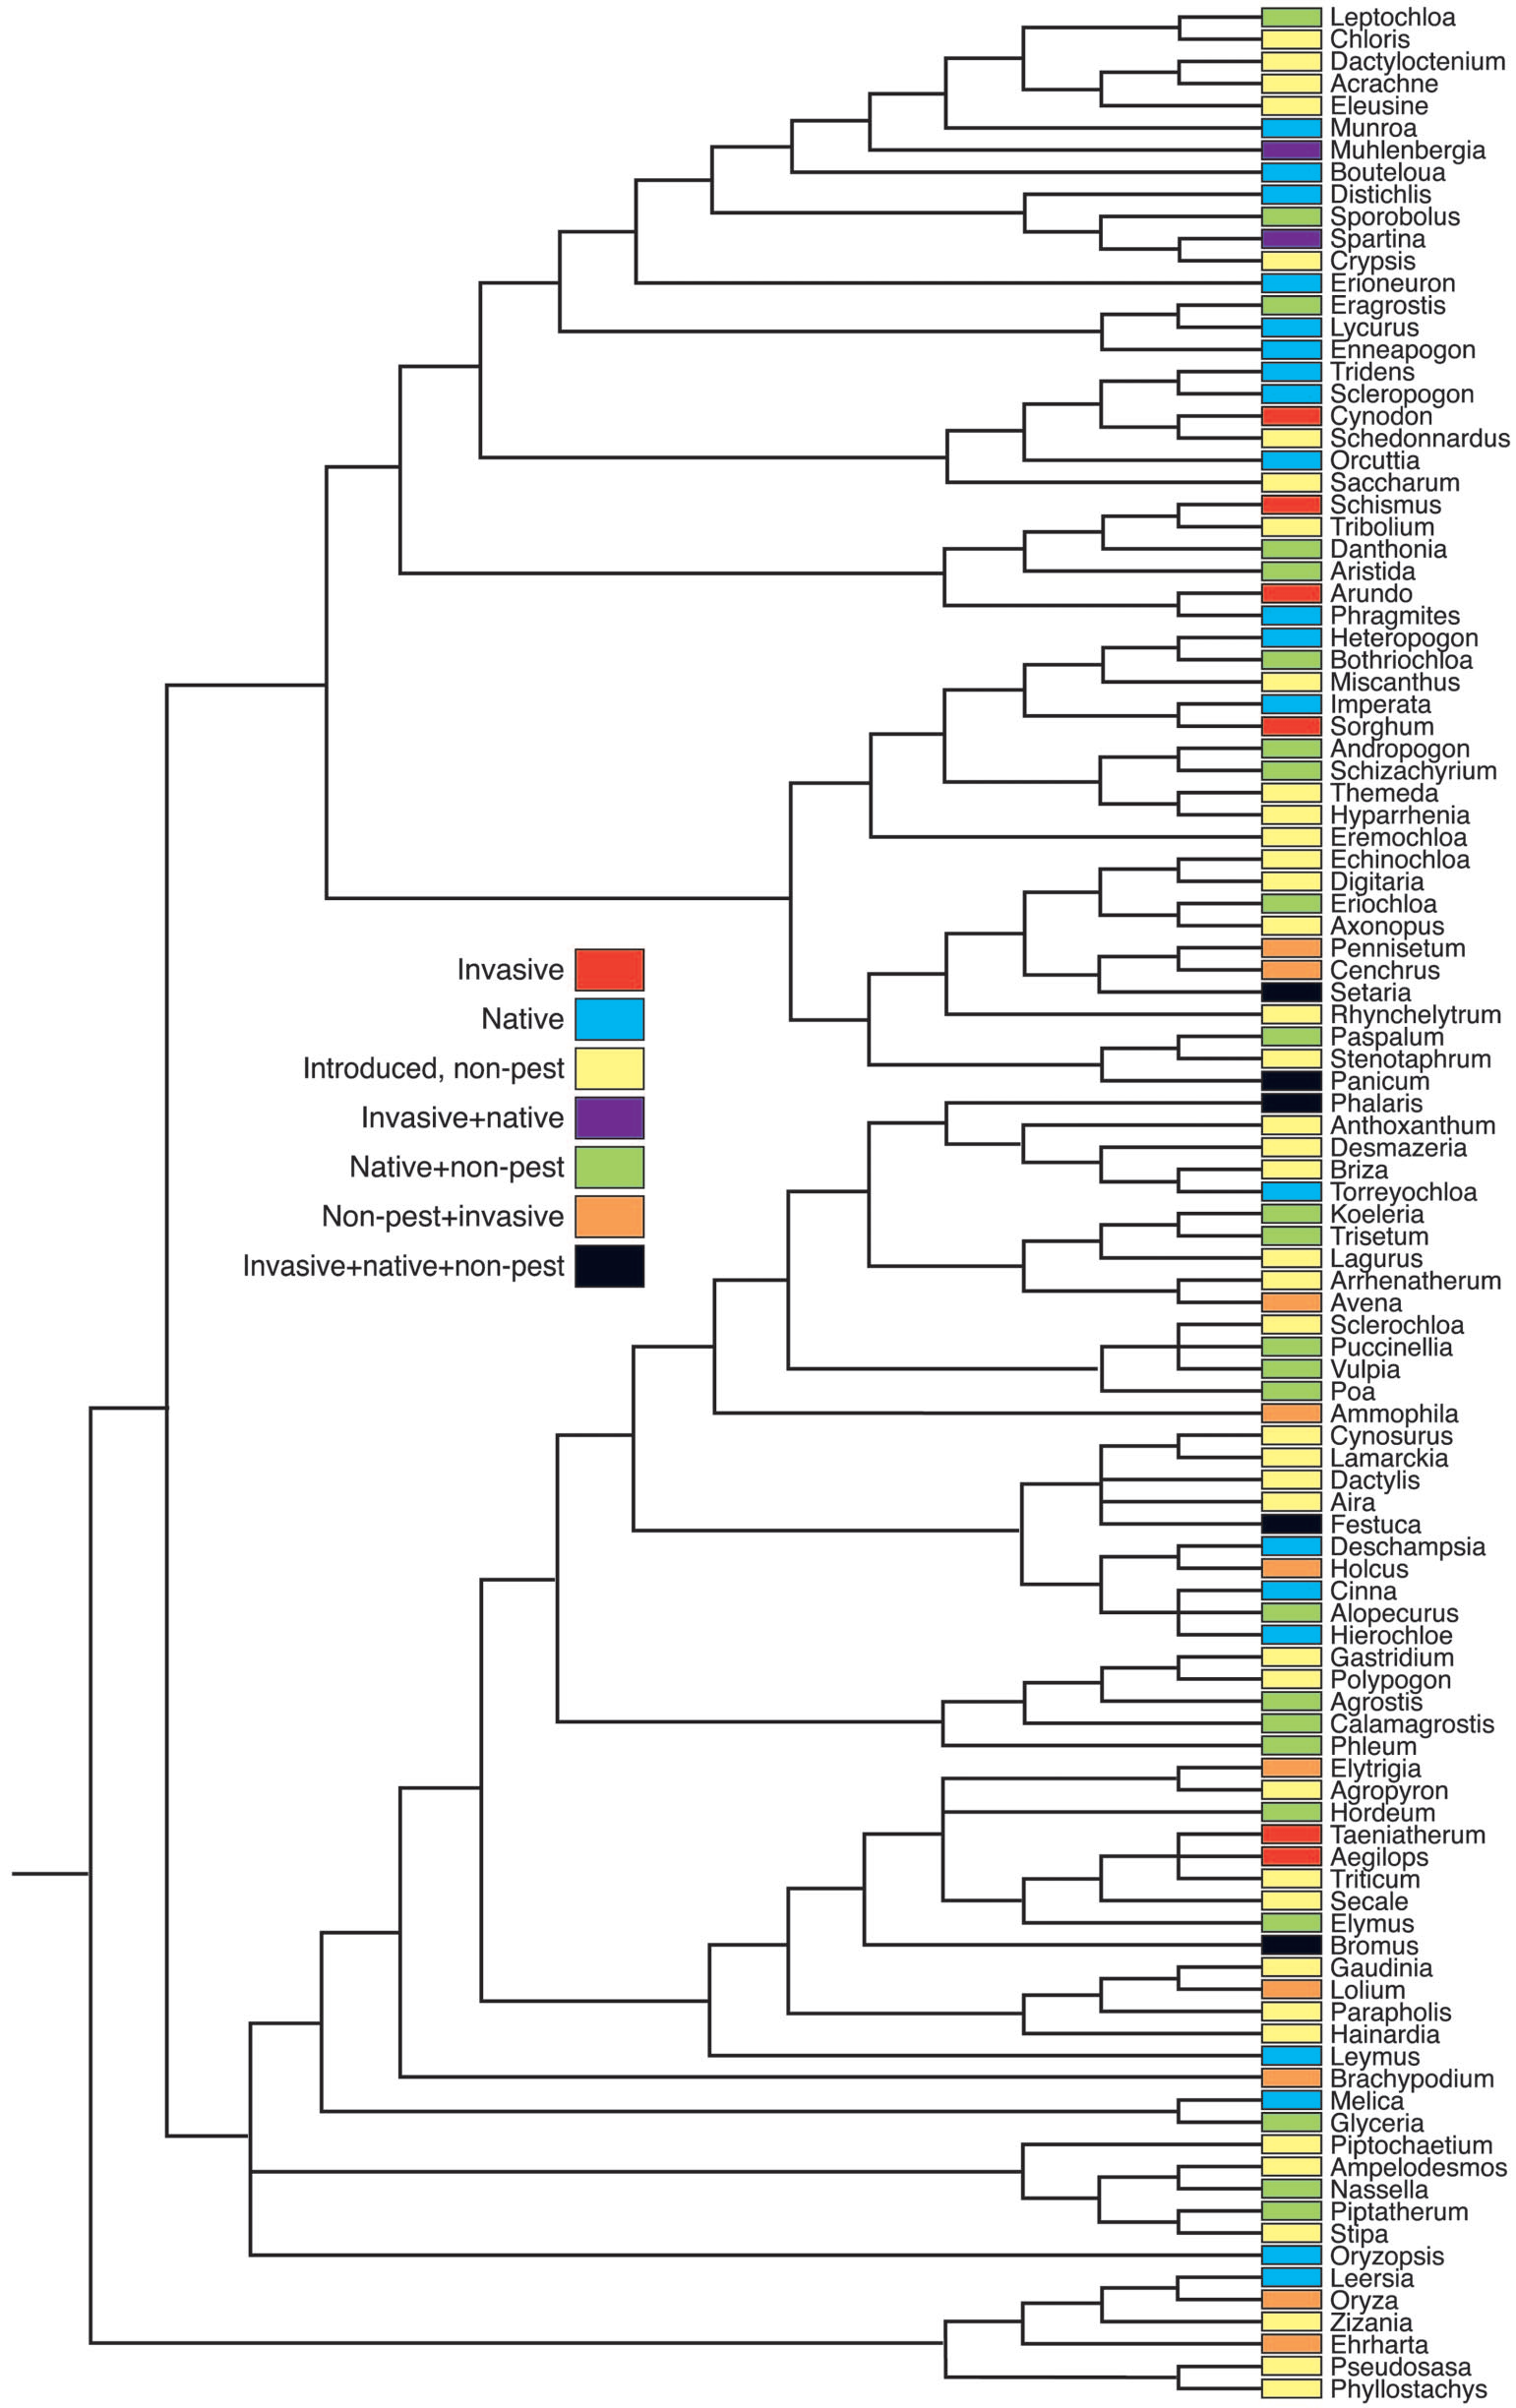 Leptochloa
Chloris
Dactyloctenium
Acrachne
Eleusine
Munroa
Muhlenbergia
Bouteloua
Distichlis
Sporobolus
Spartina
Crypsis
Erioneuron
Eragrostis
Lycurus
Enneapogon
Tridens
Scleropogon
Cynodon
Schedonnardus
Orcuttia
Saccharum
Schismus
Tribolium
Danthonia
Aristida
Arundo
Phragmites
Heteropogon
Bothriochloa
Miscanthus
Imperata
Sorghum
Andropogon
Schizachyrium
Themeda
Hyparrhenia
Eremochloa
Echinochloa
Digitaria
Eriochloa
Axonopus
Pennisetum
Cenchrus
Setaria
Rhynchelytrum
Paspalum
Stenotaphrum
Panicum
Phalaris
Anthoxanthum
Desmazeria
Briza
Torreyochloa
Koeleria
Trisetum
Lagurus
Arrhenatherum
Avena
Sclerochloa
Puccinellia
Vulpia
Poa
Ammophila
Cynosurus
Lamarckia
Dactylis
Aira
Festuca
Deschampsia
Holcus
Cinna
Alopecurus
Hierochloe
Gastridium
Polypogon
Agrostis
Calamagrostis
Phleum
Elytrigia
Agropyron
Hordeum
Taeniatherum
Aegilops
Triticum
Secale
Elymus
Bromus
Gaudinia
Lolium
Parapholis
Hainardia
Leymus
Brachypodium
Melica
Glyceria
Piptochaetium
Ampelodesmos
Nassella
Piptatherum
Stipa
Oryzopsis
Leersia
Oryza
Zizania
Ehrharta
Pseudosasa
Phyllostachys
Invasive
Native
Introduced, non-pest
Invasive+native
Native+non-pest
Non-pest+invasive
Invasive+native+non-pest